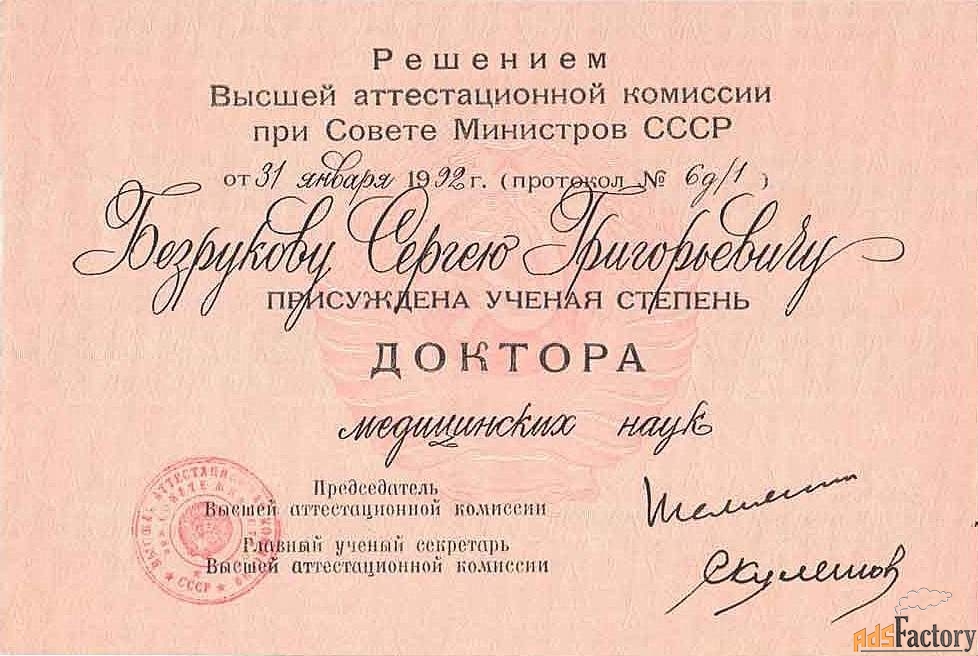 Решением
Высшей аттестационной комиссии
при Совете Министров СССР
от 31 января 1992 г. (протокол № 6д/1)
Безрукову Сергею Григорьевичу
ПРИСУЖДЕНА УЧЕНАЯ СТЕПЕНЬ
ДОКТОРА
медицинских наук
Председатель
Высшей аттестационной комиссии
Главный ученый секретарь
Высшей аттестационной комиссии
СССР
AdsFactory